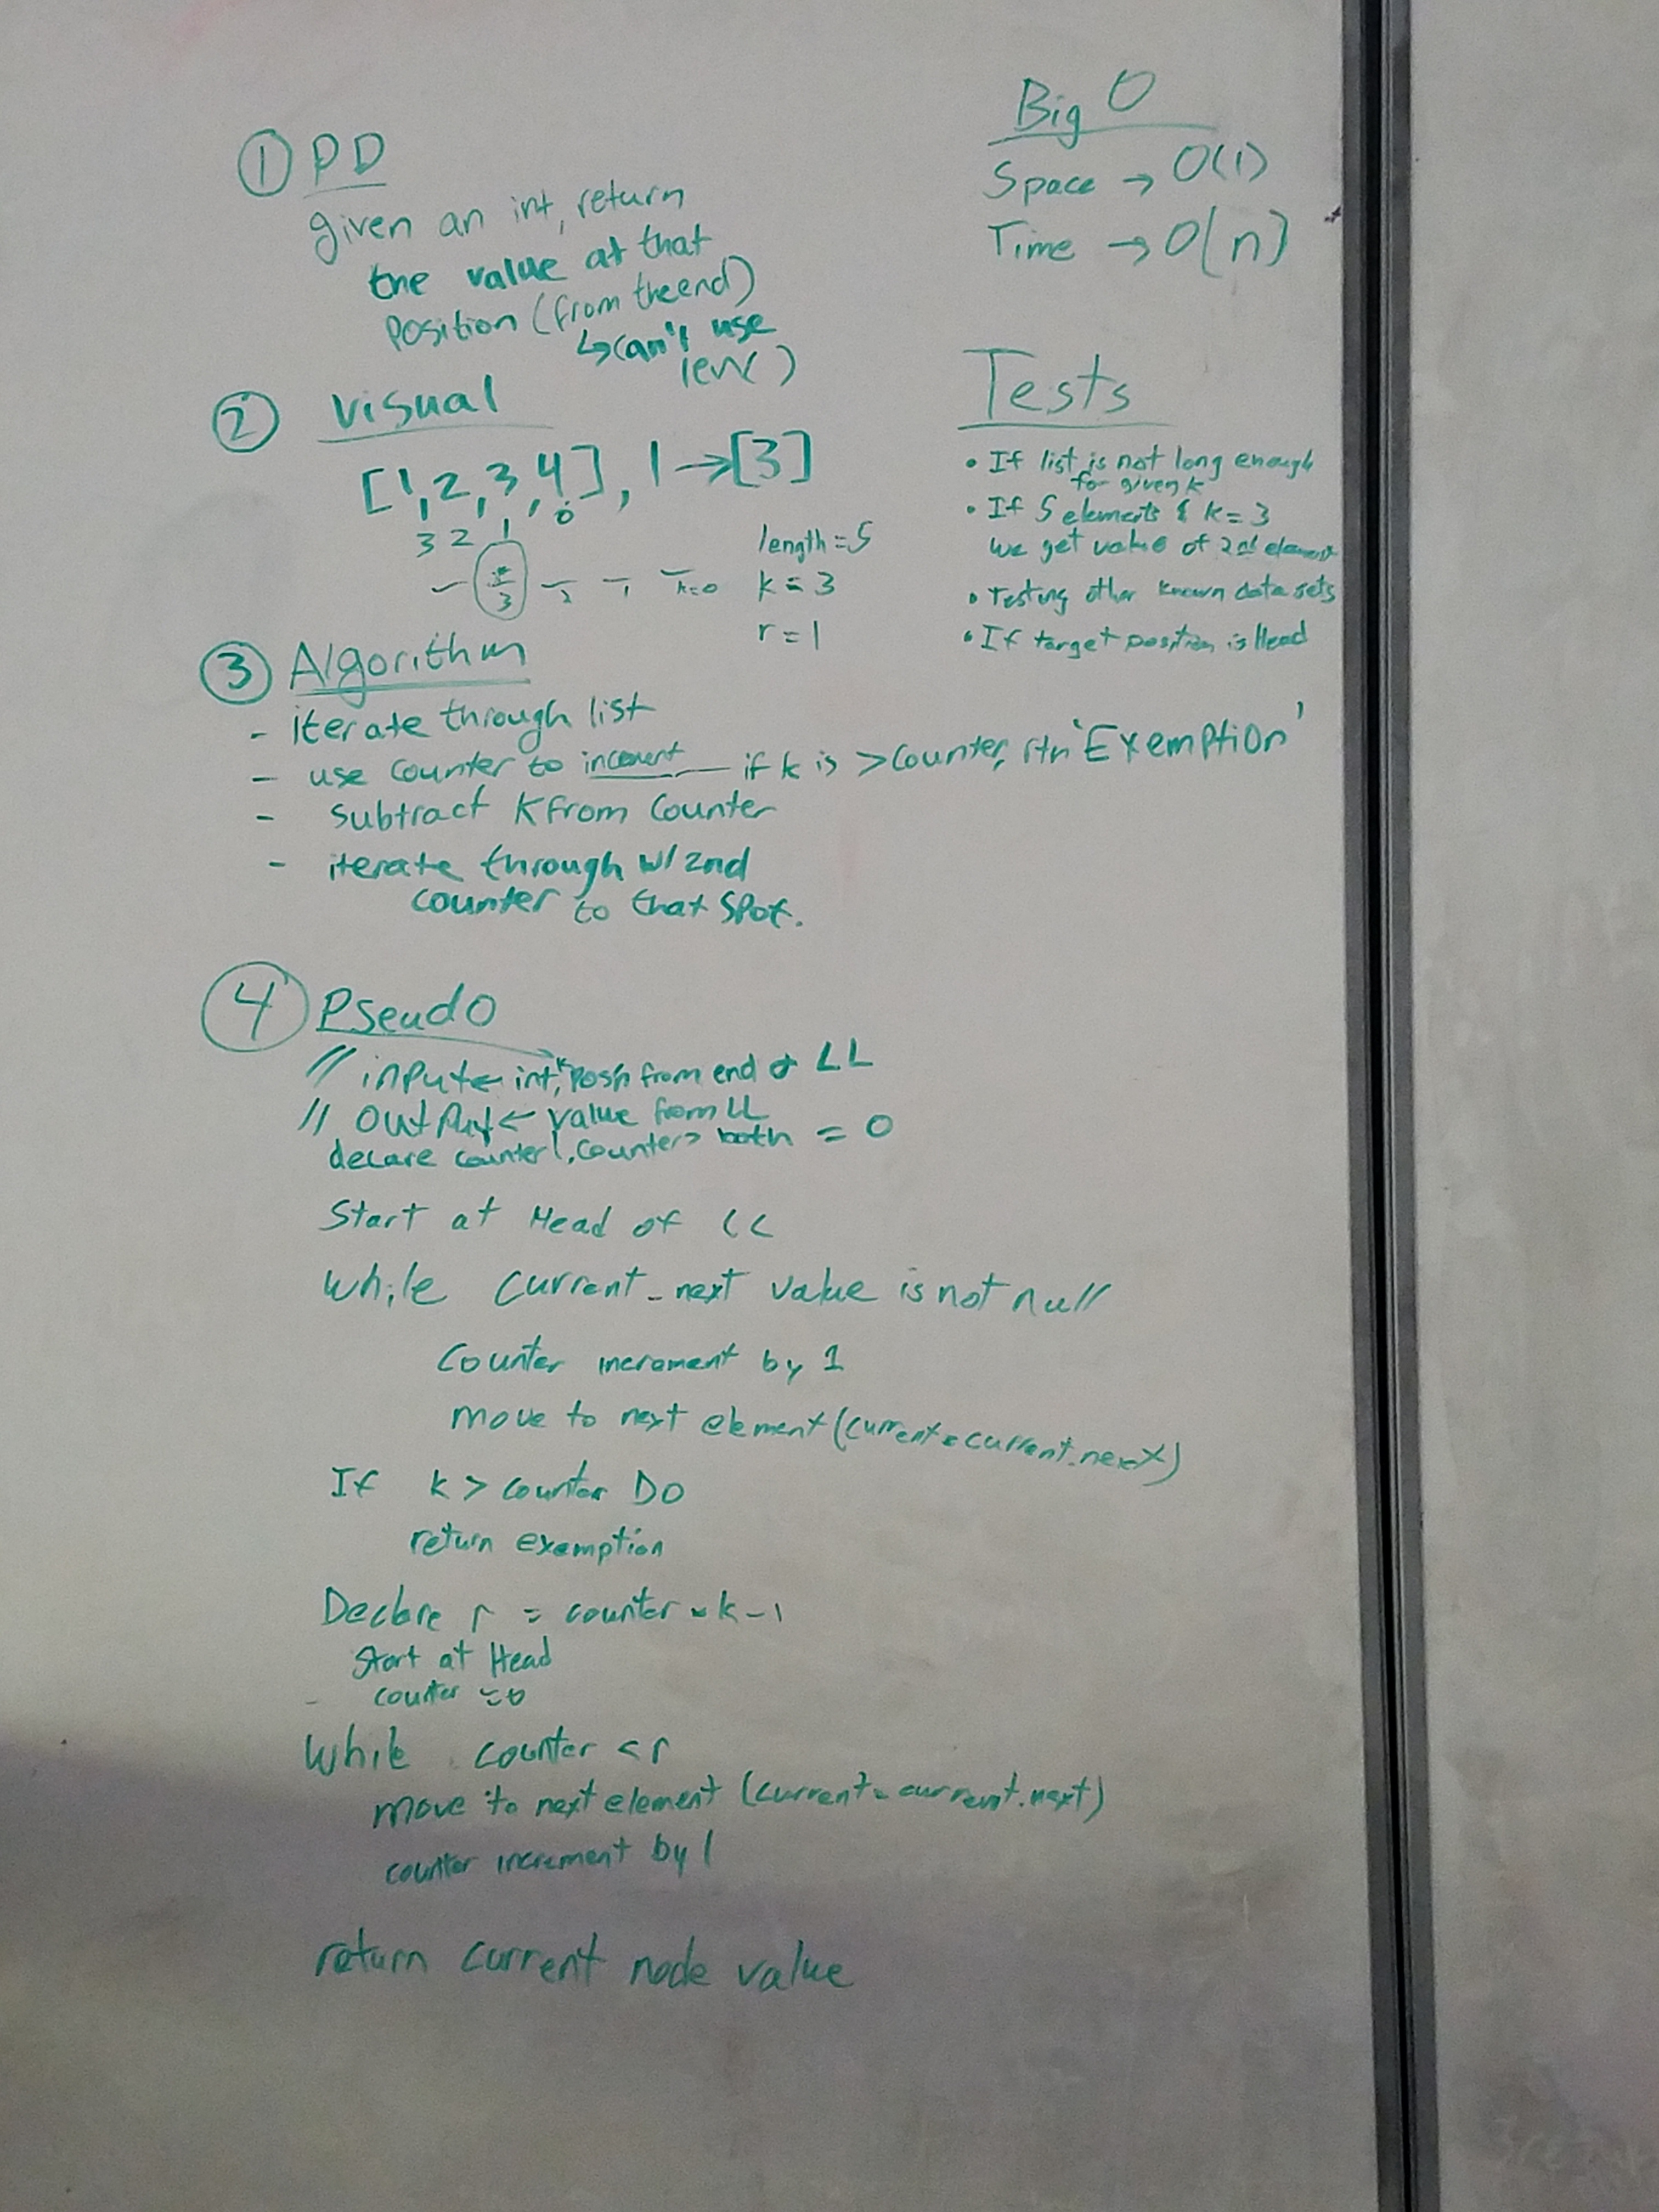 ① PD
given an int, return
the value at that
Position (from the end)
↳ can't use
len( )
② Visual
[1,2,3,4], 1 → [3]
3 2 1 0
3 2 1 k=0
length = 5
k = 3
r = 1
③ Algorithm
- iterate through list
- use counter to increment — if k is > counter, rtn 'Exemption'
- subtract K from counter
- iterate through w/ 2nd
counter to that spot.
④ Pseudo
// input ← int, k posn from end of LL
// output ← value from LL
declare counter1, counter2 both = 0
Start at Head of LL
while current_next value is not null
Counter increment by 1
move to next element (current = current.next)
If k > counter DO
return exemption
Declare r = counter - k - 1
start at Head
counter = 0
while counter < r
move to next element (current = current.next)
counter increment by 1
return current node value
Big O
Space → O(1)
Time → O(n)
Tests
• If list is not long enough
for given k
• If 5 elements & k = 3
we get value of 2nd element
• Testing other known data sets
• If target position is Head